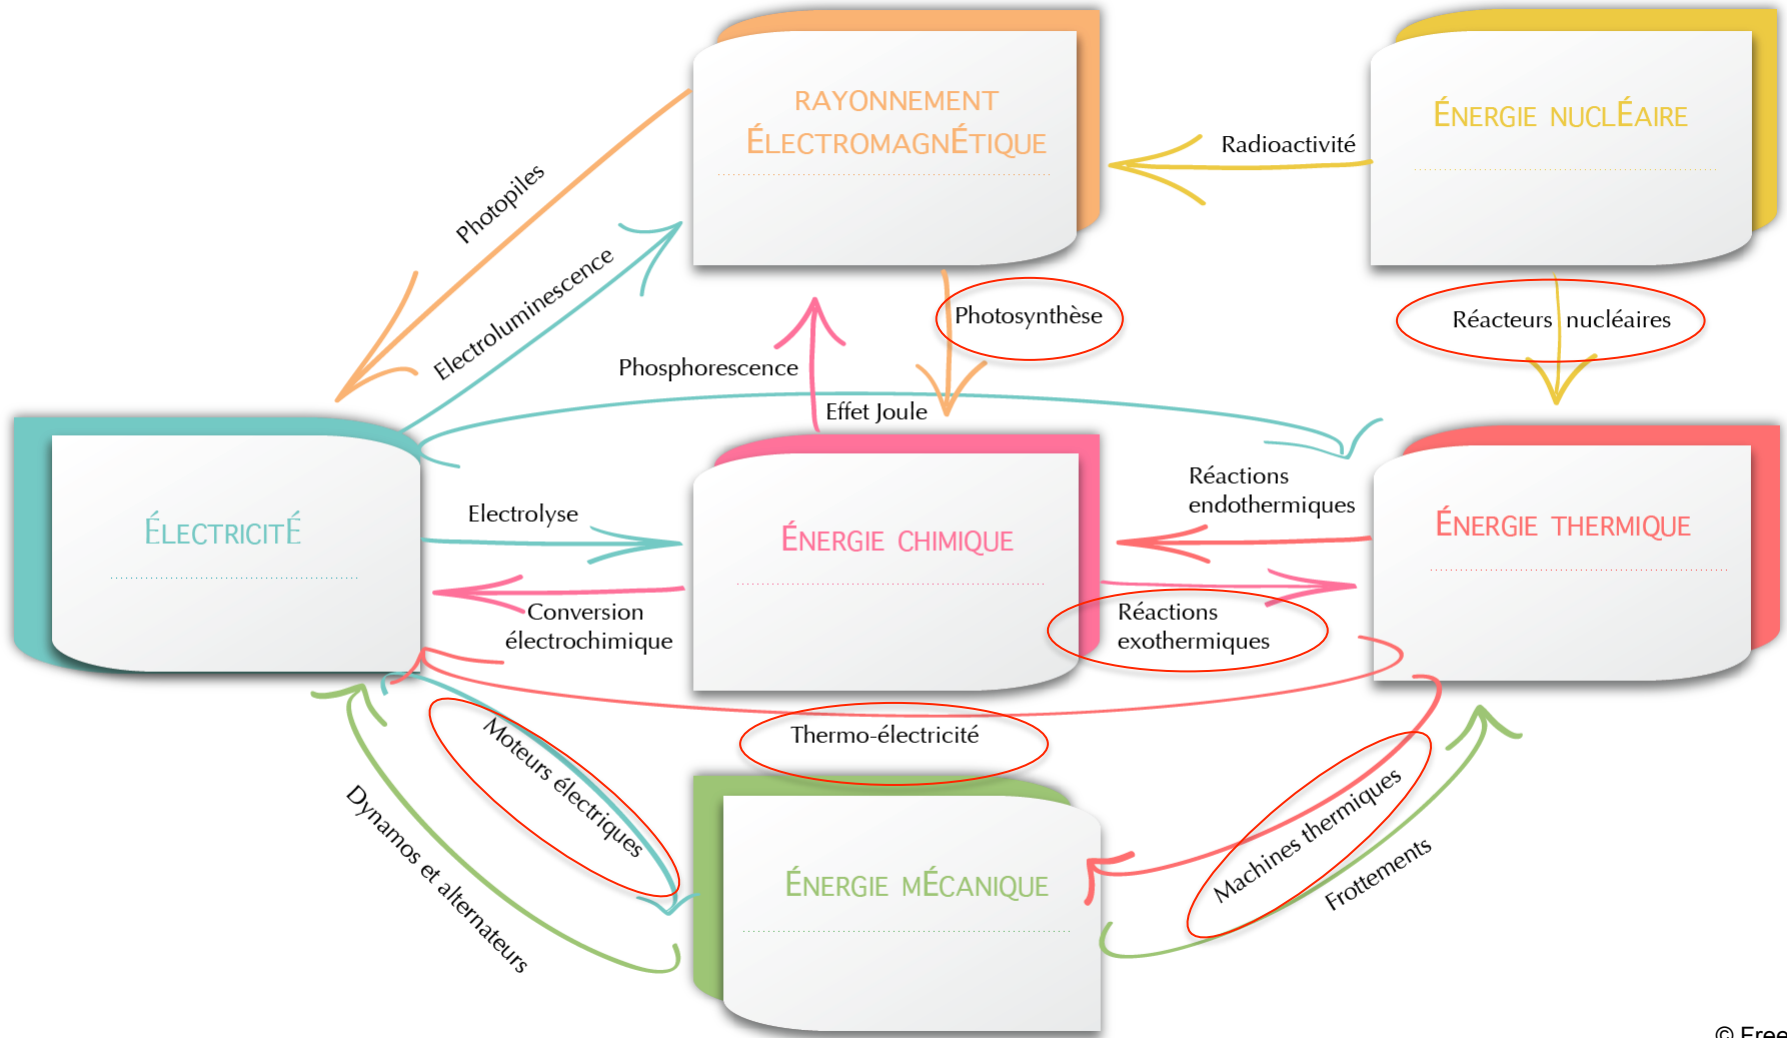 RAYONNEMENT
ÉLECTROMAGNÉTIQUE
ÉNERGIE NUCLÉAIRE
Radioactivité
Photopiles
Electroluminescence
Photosynthèse
Réacteurs nucléaires
Phosphorescence
Effet Joule
Réactions
endothermiques
ÉLECTRICITÉ
Electrolyse
ÉNERGIE CHIMIQUE
ÉNERGIE THERMIQUE
Conversion
électrochimique
Réactions
exothermiques
Moteurs électriques
Thermo-électricité
Machines thermiques
Dynamos et alternateurs
ÉNERGIE MÉCANIQUE
Frottements
© Free